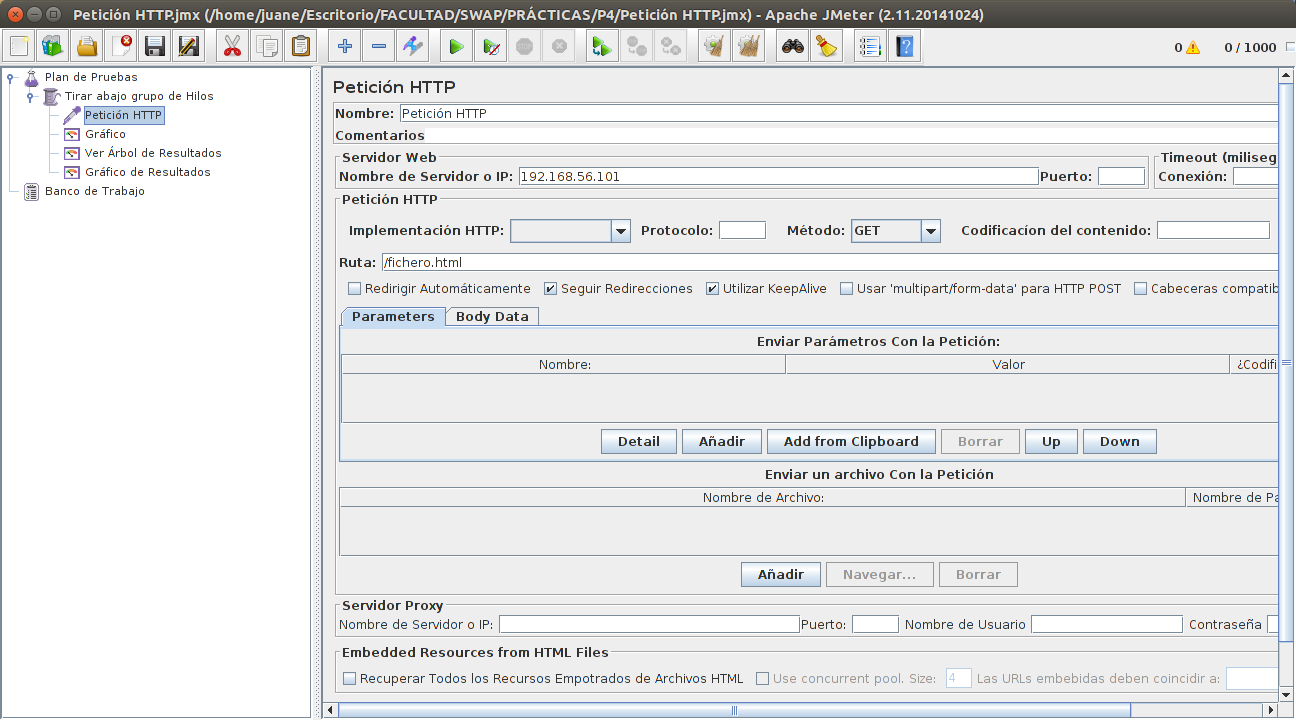 Petición HTTP.jmx (/home/juane/Escritorio/FACULTAD/SWAP/PRÁCTICAS/P4/Petición HTTP.jmx) - Apache JMeter (2.11.20141024)
0 0 / 1000
Plan de Pruebas
Tirar abajo grupo de Hilos
Petición HTTP
Gráfico
Ver Árbol de Resultados
Gráfico de Resultados
Banco de Trabajo
Petición HTTP
Nombre: Petición HTTP
Comentarios
Servidor Web Timeout (miliseg
Nombre de Servidor o IP: 192.168.56.101 Puerto: Conexión:
Petición HTTP
Implementación HTTP: Protocolo: Método: GET Codificacíon del contenido:
Ruta: /fichero.html
Redirigir Automáticamente Seguir Redirecciones Utilizar KeepAlive Usar 'multipart/form-data' para HTTP POST Cabeceras compatib
Parameters Body Data
Enviar Parámetros Con la Petición:
Nombre: Valor ¿Codifi
Detail Añadir Add from Clipboard Borrar Up Down
Enviar un archivo Con la Petición
Nombre de Archivo: Nombre de Pa
Añadir Navegar... Borrar
Servidor Proxy
Nombre de Servidor o IP: Puerto: Nombre de Usuario Contraseña
Embedded Resources from HTML Files
Recuperar Todos los Recursos Empotrados de Archivos HTML Use concurrent pool. Size: 4 Las URLs embebidas deben coincidir a: